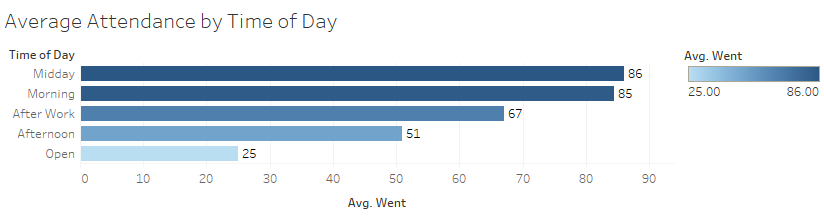 Average Attendance by Time of Day
Time of Day
Midday 86
Morning 85
After Work 67
Afternoon 51
Open 25
0 10 20 30 40 50 60 70 80 90
Avg. Went
Avg. Went
25.00 86.00